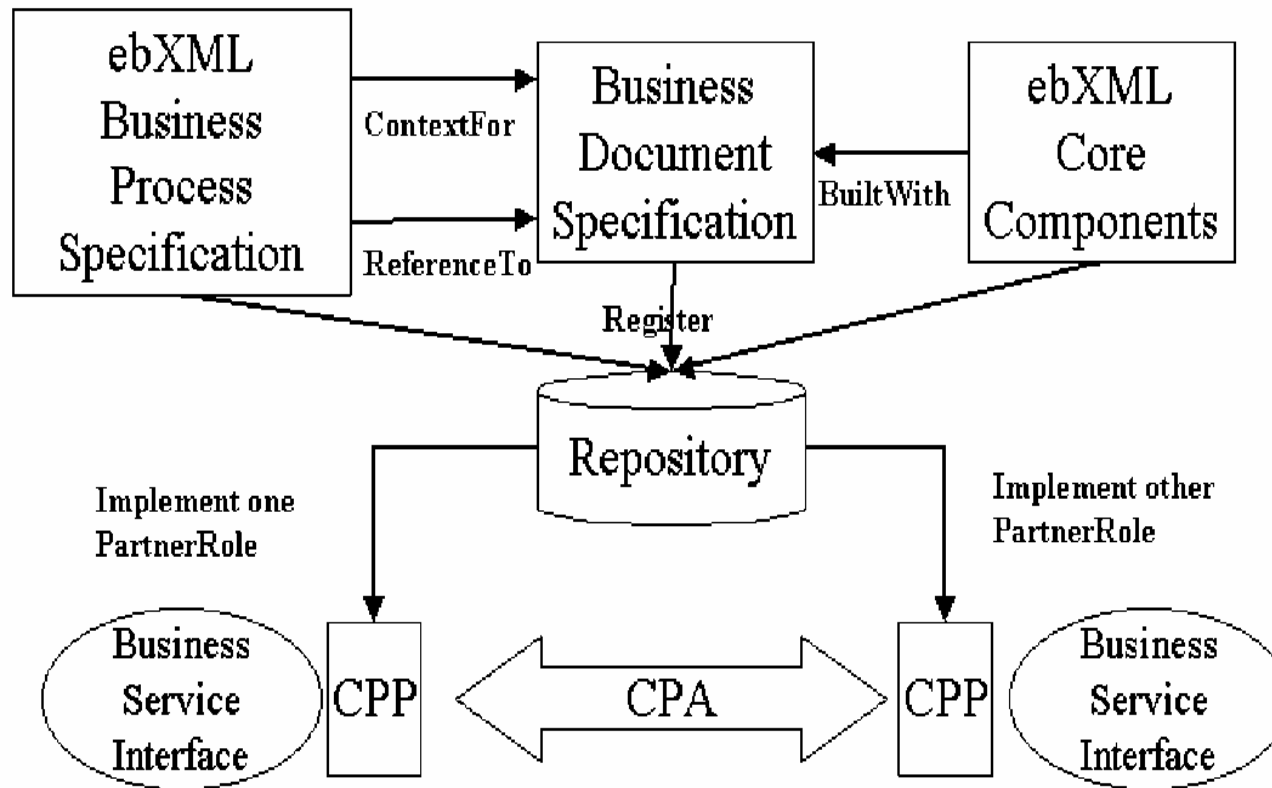 ebXML
Business
Process
Specification
ContextFor
ReferenceTo
Business
Document
Specification
BuiltWith
ebXML
Core
Components
Register
Repository
Implement one
PartnerRole
Implement other
PartnerRole
Business
Service
Interface
CPP
CPA
CPP
Business
Service
Interface